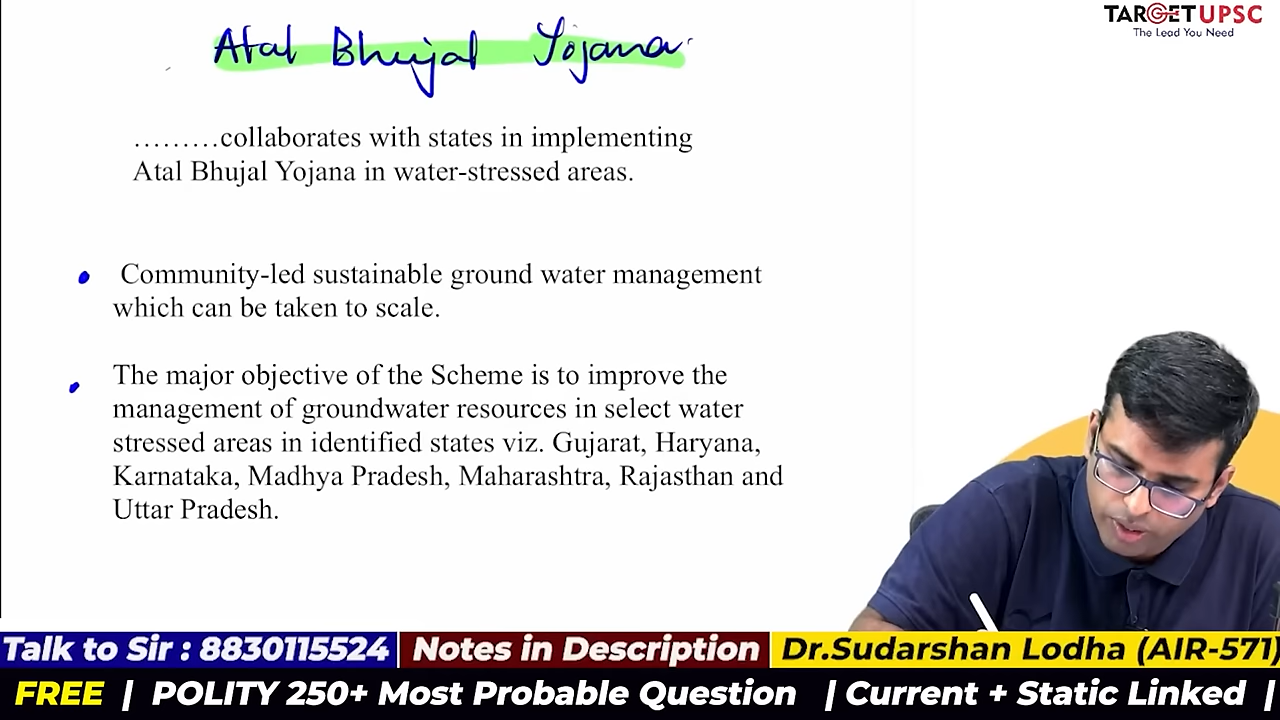 TARGETUPSC
The Lead You Need
Atal Bhujal Yojana
.........collaborates with states in implementing
Atal Bhujal Yojana in water-stressed areas.
Community-led sustainable ground water management
which can be taken to scale.
The major objective of the Scheme is to improve the
management of groundwater resources in select water
stressed areas in identified states viz. Gujarat, Haryana,
Karnataka, Madhya Pradesh, Maharashtra, Rajasthan and
Uttar Pradesh.
Talk to Sir : 8830115524 Notes in Description Dr.Sudarshan Lodha (AIR-571)
FREE | POLITY 250+ Most Probable Question | Current + Static Linked |